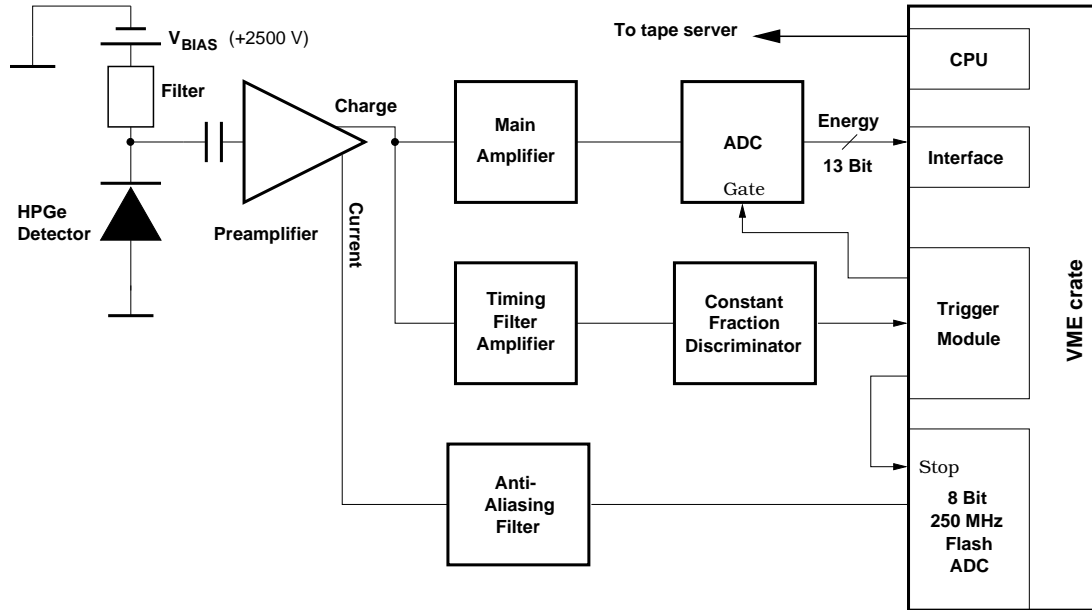 V_BIAS (+2500 V)
To tape server
CPU
Filter
Charge
Main
Amplifier
ADC
Gate
Energy
13 Bit
Interface
HPGe
Detector
Preamplifier
Current
Timing
Filter
Amplifier
Constant
Fraction
Discriminator
Trigger
Module
VME crate
Anti-
Aliasing
Filter
Stop
8 Bit
250 MHz
Flash
ADC